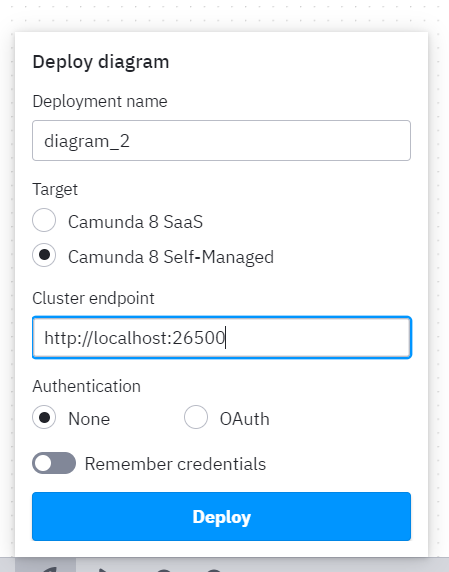 Deploy diagram
Deployment name
diagram_2
Target
Camunda 8 SaaS
Camunda 8 Self-Managed
Cluster endpoint
http://localhost:26500
Authentication
None OAuth
Remember credentials
Deploy